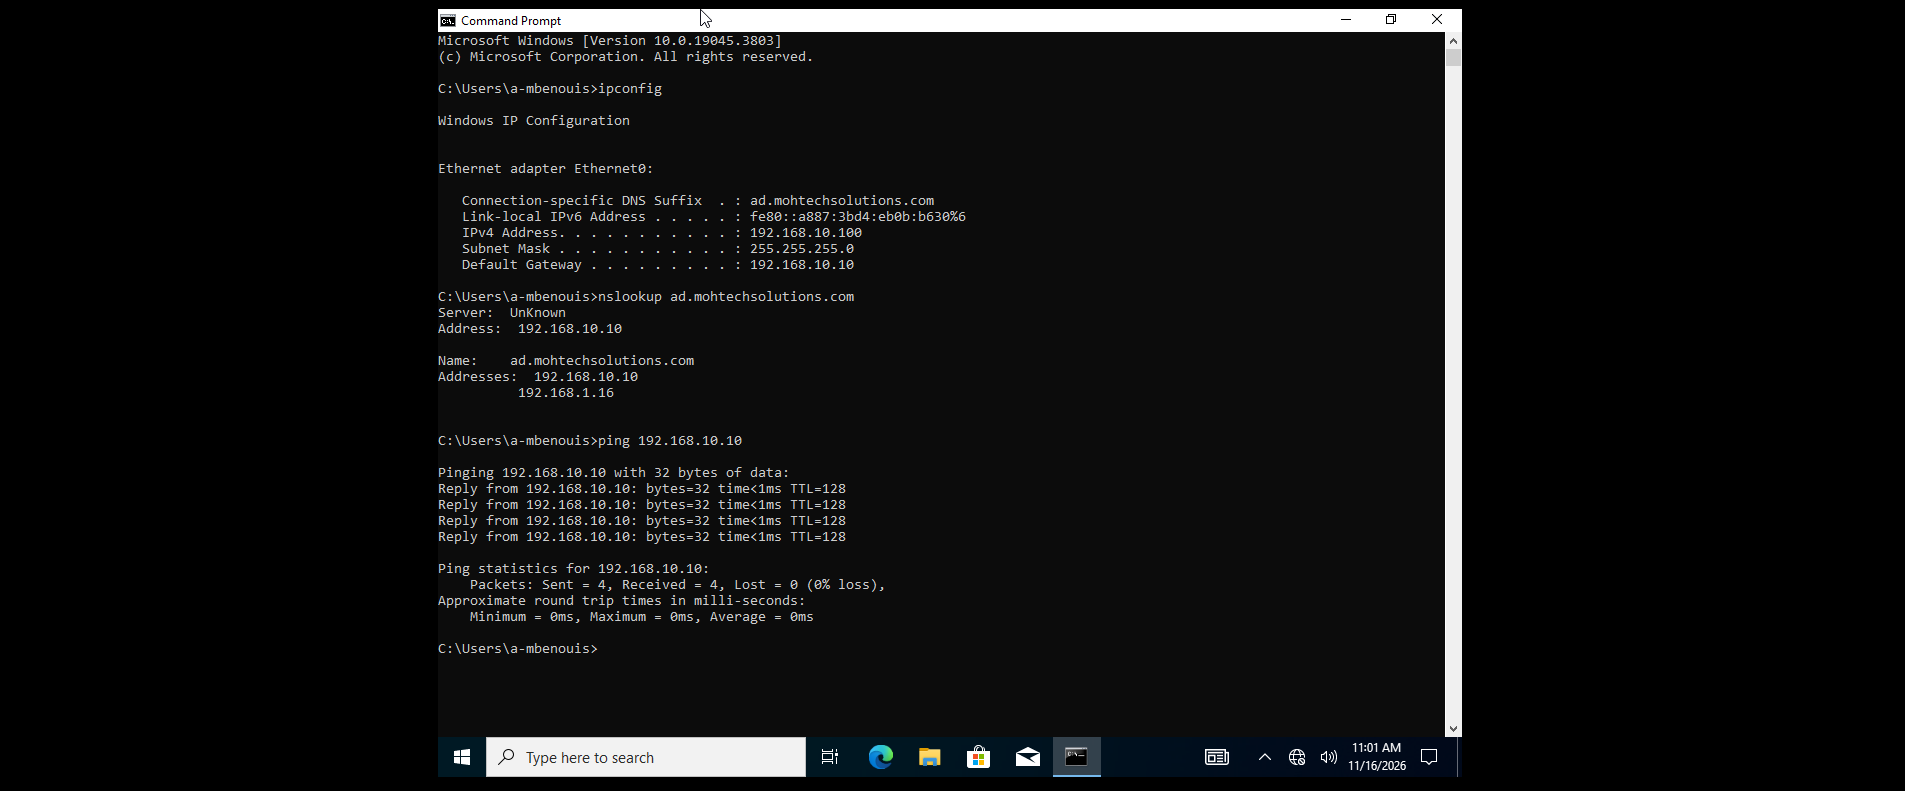 Command Prompt
Microsoft Windows [Version 10.0.19045.3803]
(c) Microsoft Corporation. All rights reserved.
C:\Users\a-mbenouis>ipconfig
Windows IP Configuration
Ethernet adapter Ethernet0:
   Connection-specific DNS Suffix  . : ad.mohtechsolutions.com
   Link-local IPv6 Address . . . . . : fe80::a887:3bd4:eb0b:b630%6
   IPv4 Address. . . . . . . . . . . : 192.168.10.100
   Subnet Mask . . . . . . . . . . . : 255.255.255.0
   Default Gateway . . . . . . . . . : 192.168.10.10
C:\Users\a-mbenouis>nslookup ad.mohtechsolutions.com
Server:  UnKnown
Address:  192.168.10.10
Name:    ad.mohtechsolutions.com
Addresses:  192.168.10.10
          192.168.1.16
C:\Users\a-mbenouis>ping 192.168.10.10
Pinging 192.168.10.10 with 32 bytes of data:
Reply from 192.168.10.10: bytes=32 time<1ms TTL=128
Reply from 192.168.10.10: bytes=32 time<1ms TTL=128
Reply from 192.168.10.10: bytes=32 time<1ms TTL=128
Reply from 192.168.10.10: bytes=32 time<1ms TTL=128
Ping statistics for 192.168.10.10:
    Packets: Sent = 4, Received = 4, Lost = 0 (0% loss),
Approximate round trip times in milli-seconds:
    Minimum = 0ms, Maximum = 0ms, Average = 0ms
C:\Users\a-mbenouis>
Type here to search
11:01 AM
11/16/2026